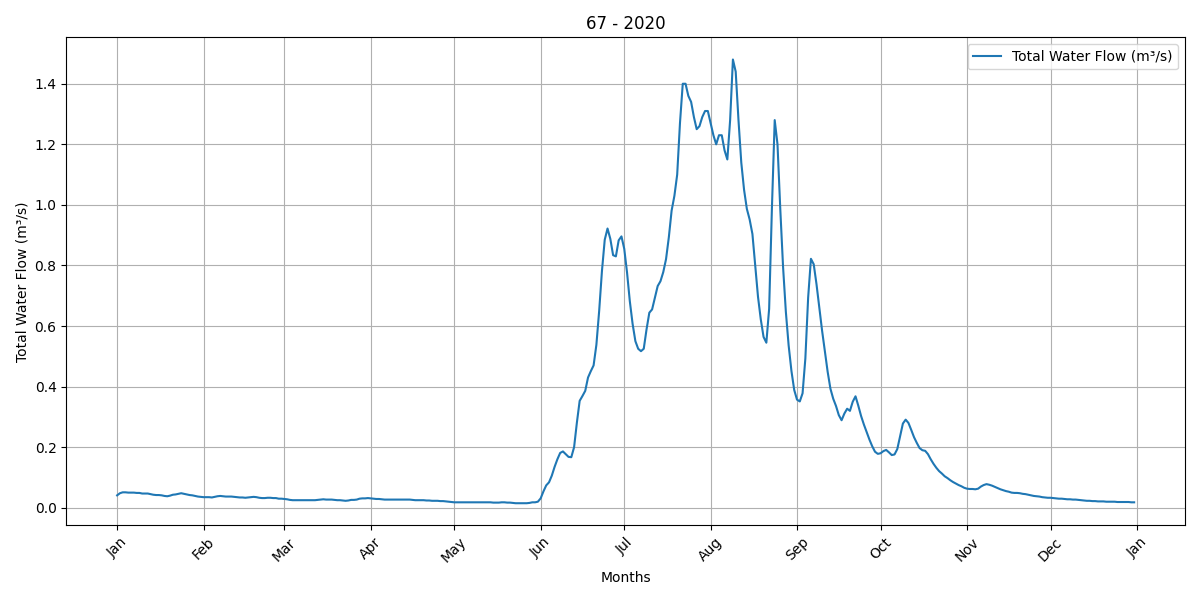 67 - 2020
Total Water Flow (m³/s)
Total Water Flow (m³/s)
1.4
1.2
1.0
0.8
0.6
0.4
0.2
0.0
Jan Feb Mar Apr May Jun Jul Aug Sep Oct Nov Dec Jan
Months